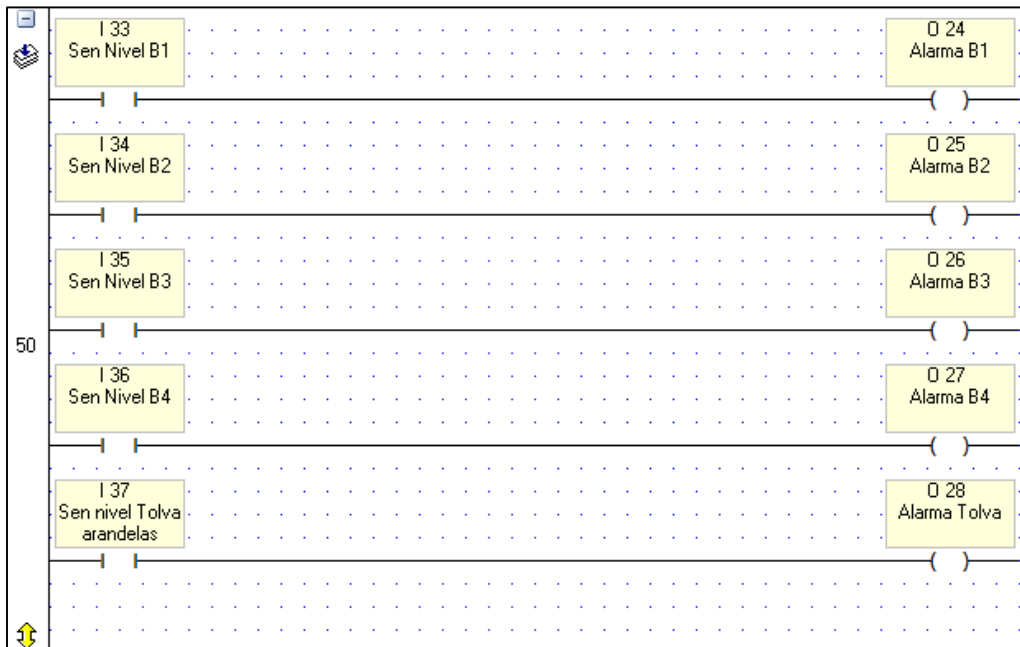 I 33
Sen Nivel B1
O 24
Alarma B1
I 34
Sen Nivel B2
O 25
Alarma B2
I 35
Sen Nivel B3
O 26
Alarma B3
50
I 36
Sen Nivel B4
O 27
Alarma B4
I 37
Sen nivel Tolva
arandelas
O 28
Alarma Tolva